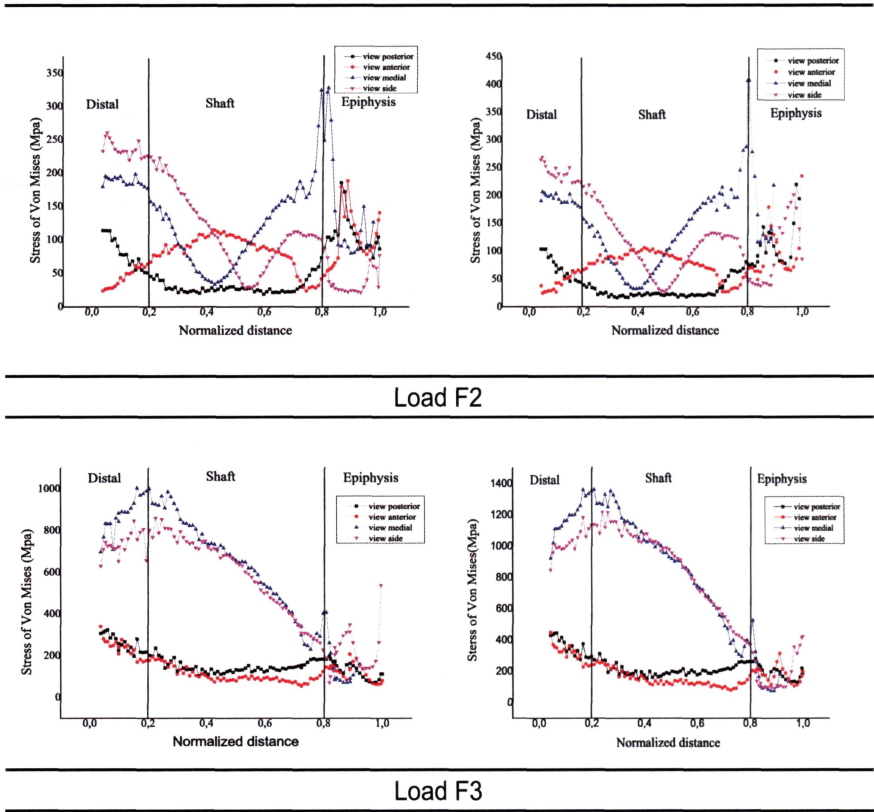 350
300
250
200
150
100
50
0
Stress of Von Mises (Mpa)
Distal
Shaft
Epiphysis
view posterior
view anterior
view medial
view side
0,0
0,2
0,4
0,6
0,8
1,0
Normalized distance
450
400
350
300
250
200
150
100
50
0
Stress of Von Mises (Mpa)
Distal
Shaft
Epiphysis
view posterior
view anterior
view medial
view side
0,0
0,2
0,4
0,6
0,8
1,0
Normalized distance
Load F2
1000
800
600
400
200
0
Stress of Von Mises (Mpa)
Distal
Shaft
Epiphysis
view posterior
view anterior
view medial
view side
0,0
0,2
0,4
0,6
0,8
1,0
Normalized distance
1400
1200
1000
800
600
400
200
0
Sterss of Von Mises(Mpa)
Distal
Shaft
Epiphysis
view posterior
view anterior
view medial
view side
0,0
0,2
0,4
0,6
0,8
1,0
Normalized distance
Load F3